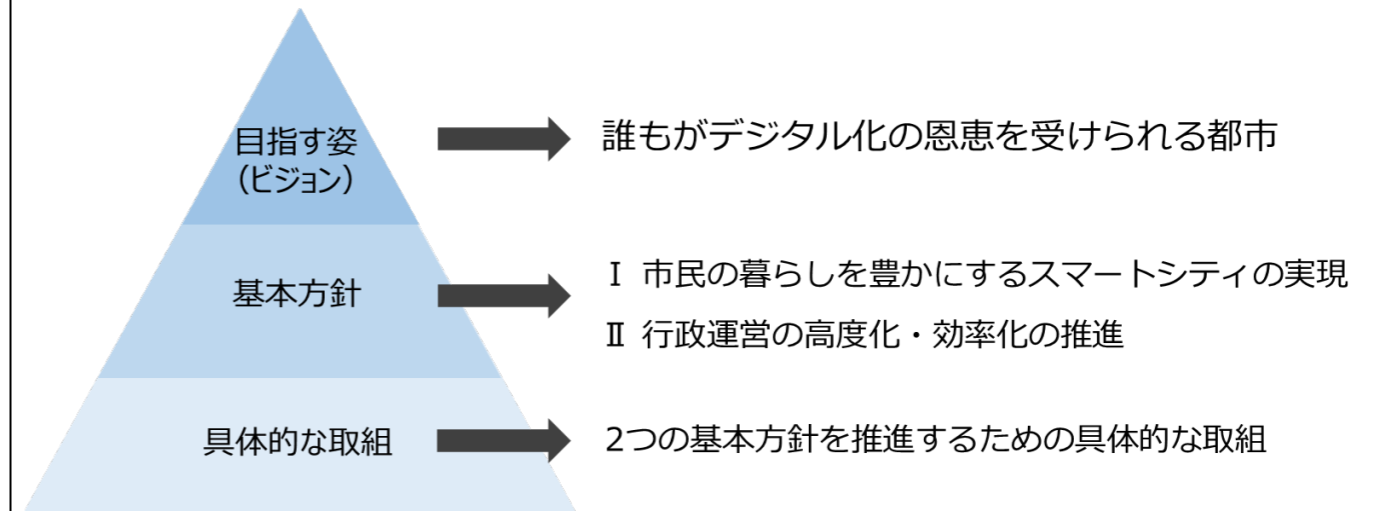 目指す姿
（ビジョン）
誰もがデジタル化の恩恵を受けられる都市
基本方針
Ⅰ 市民の暮らしを豊かにするスマートシティの実現
Ⅱ 行政運営の高度化・効率化の推進
具体的な取組
2つの基本方針を推進するための具体的な取組